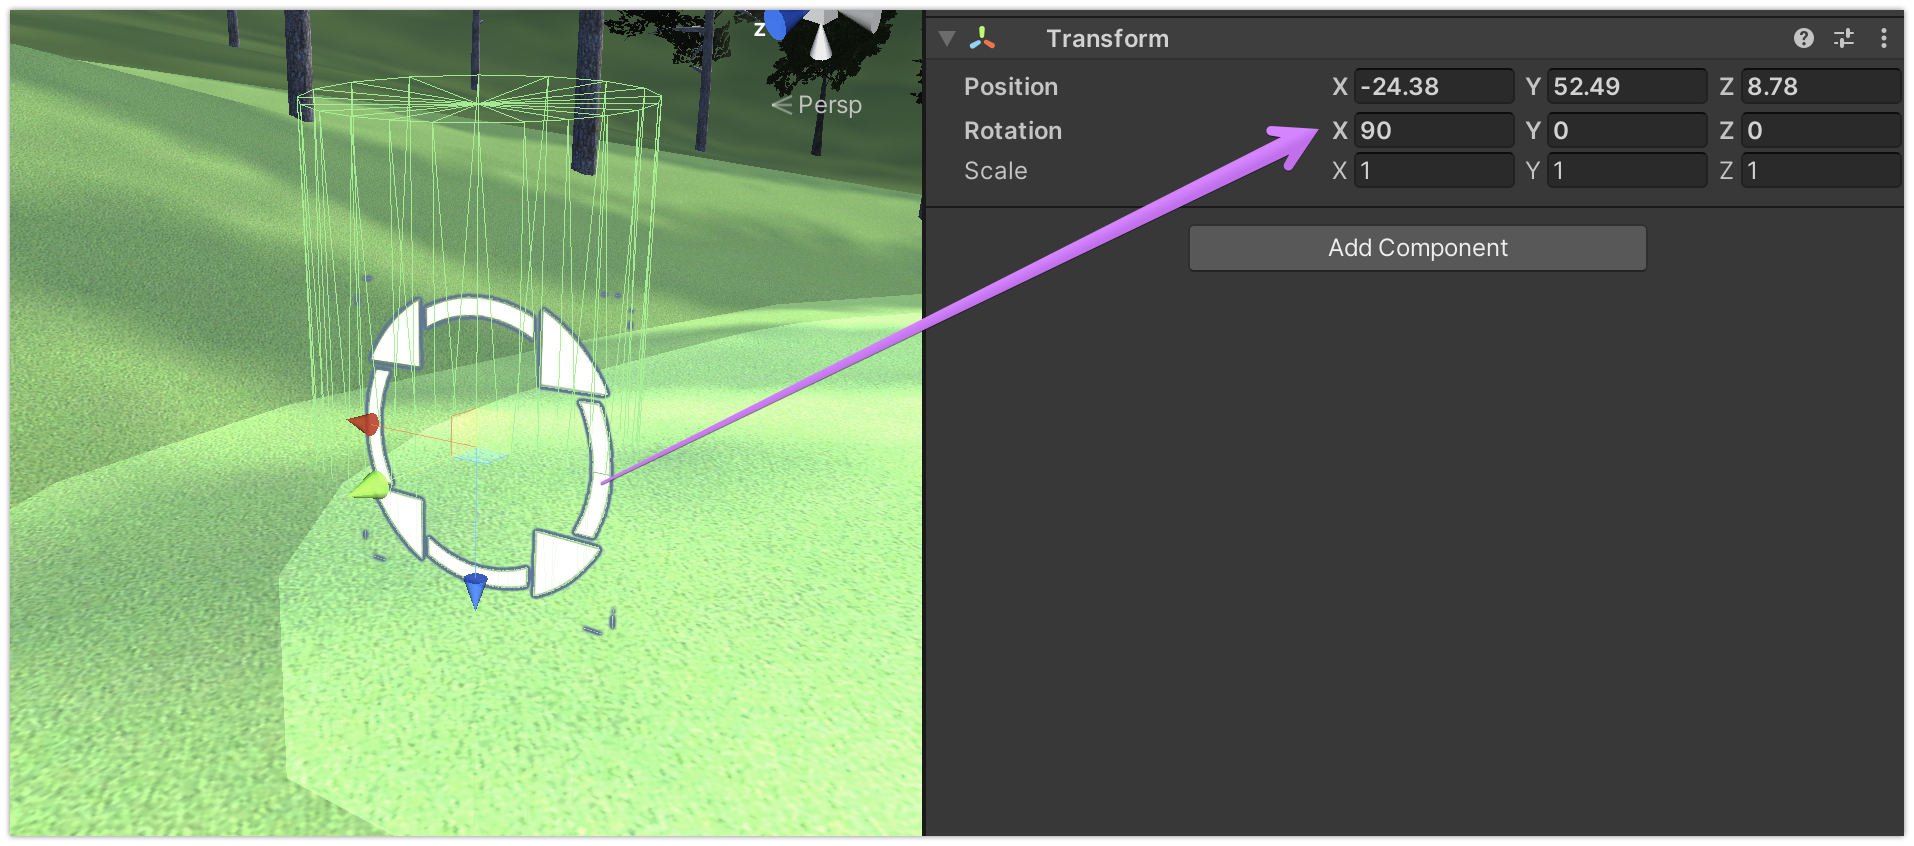 Z
Persp
Transform
Position X -24.38 Y 52.49 Z 8.78
Rotation X 90 Y 0 Z 0
Scale X 1 Y 1 Z 1
Add Component